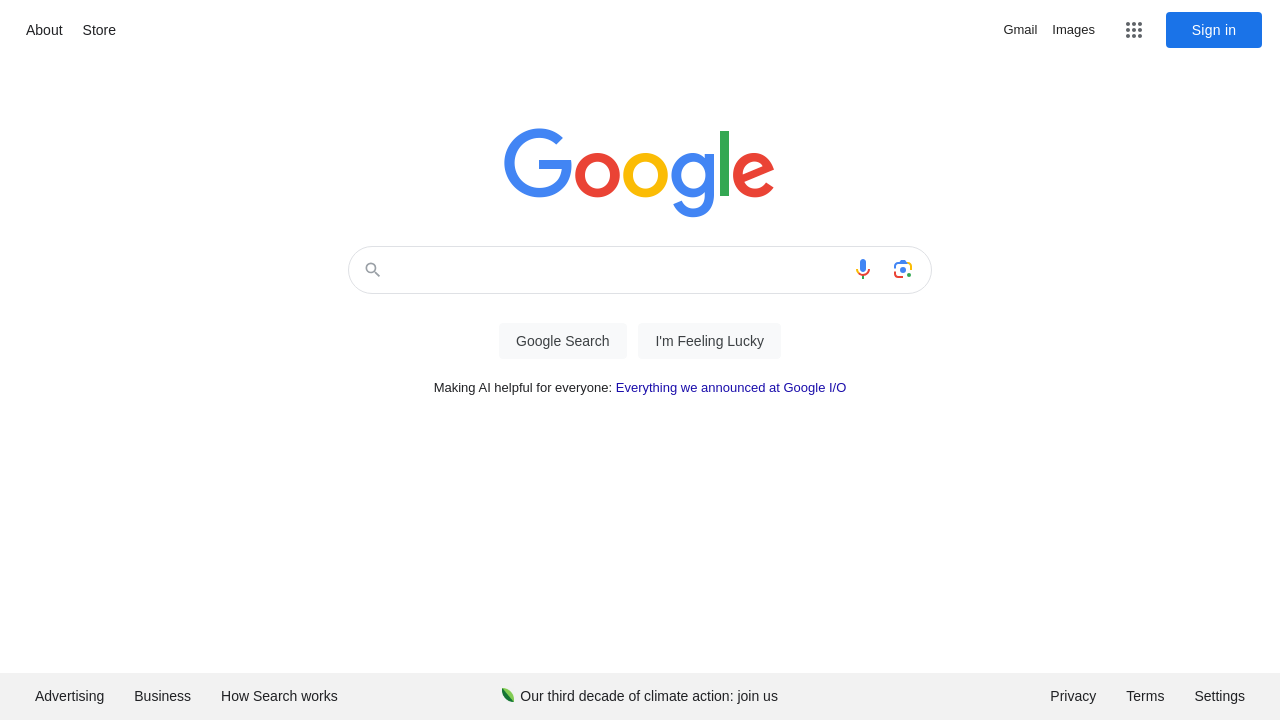 About Store Gmail Images Sign in
Google
Google Search I'm Feeling Lucky
Making AI helpful for everyone: Everything we announced at Google I/O
Advertising Business How Search works Our third decade of climate action: join us Privacy Terms Settings